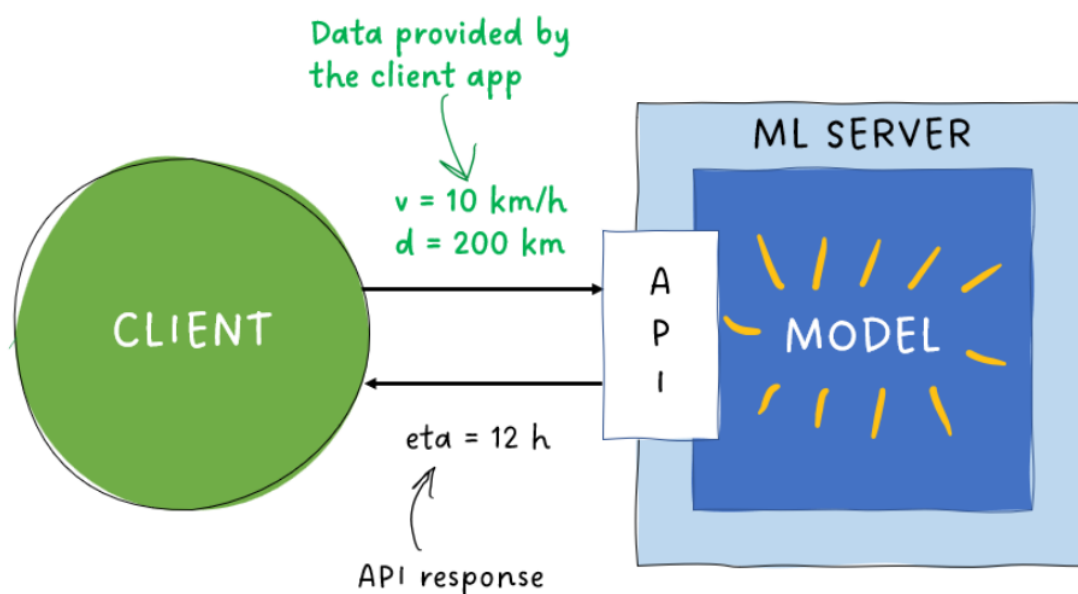 Data provided by
the client app
v = 10 km/h
d = 200 km
CLIENT
ML SERVER
A
P
I
MODEL
eta = 12 h
API response